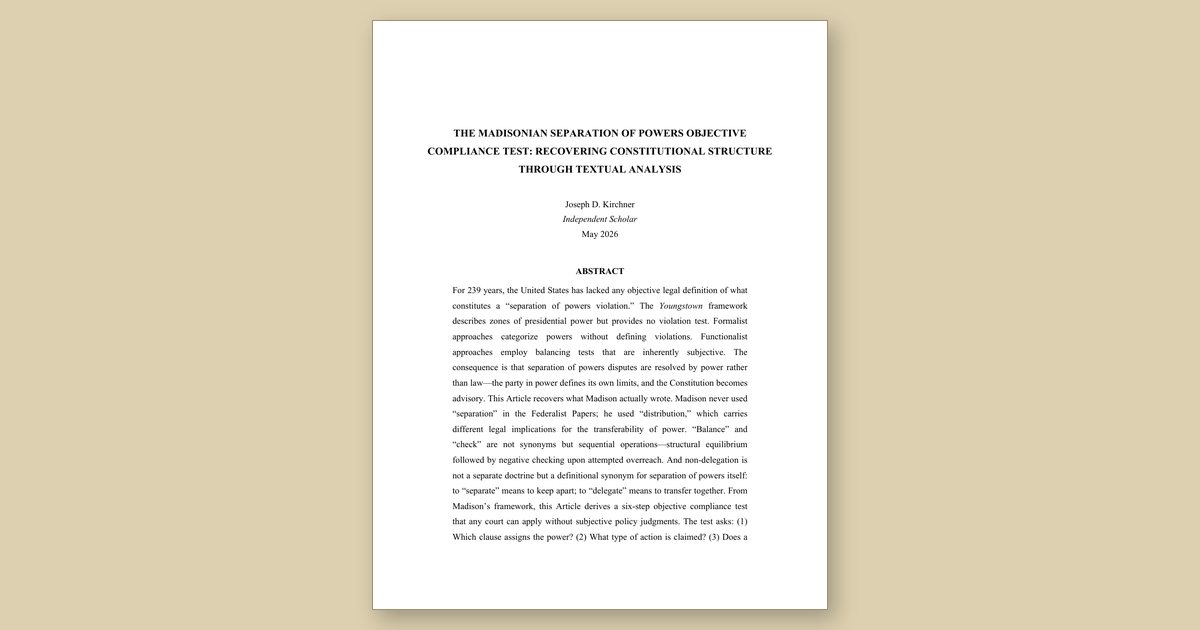 THE MADISONIAN SEPARATION OF POWERS OBJECTIVE
COMPLIANCE TEST: RECOVERING CONSTITUTIONAL STRUCTURE
THROUGH TEXTUAL ANALYSIS
Joseph D. Kirchner
Independent Scholar
May 2026
ABSTRACT
For 239 years, the United States has lacked any objective legal definition of what
constitutes a “separation of powers violation.” The Youngstown framework
describes zones of presidential power but provides no violation test. Formalist
approaches categorize powers without defining violations. Functionalist
approaches employ balancing tests that are inherently subjective. The
consequence is that separation of powers disputes are resolved by power rather
than law—the party in power defines its own limits, and the Constitution becomes
advisory. This Article recovers what Madison actually wrote. Madison never used
“separation” in the Federalist Papers; he used “distribution,” which carries
different legal implications for the transferability of power. “Balance” and
“check” are not synonyms but sequential operations—structural equilibrium
followed by negative checking upon attempted overreach. And non-delegation is
not a separate doctrine but a definitional synonym for separation of powers itself:
to “separate” means to keep apart; to “delegate” means to transfer together. From
Madison’s framework, this Article derives a six-step objective compliance test
that any court can apply without subjective policy judgments. The test asks: (1)
Which clause assigns the power? (2) What type of action is claimed? (3) Does a